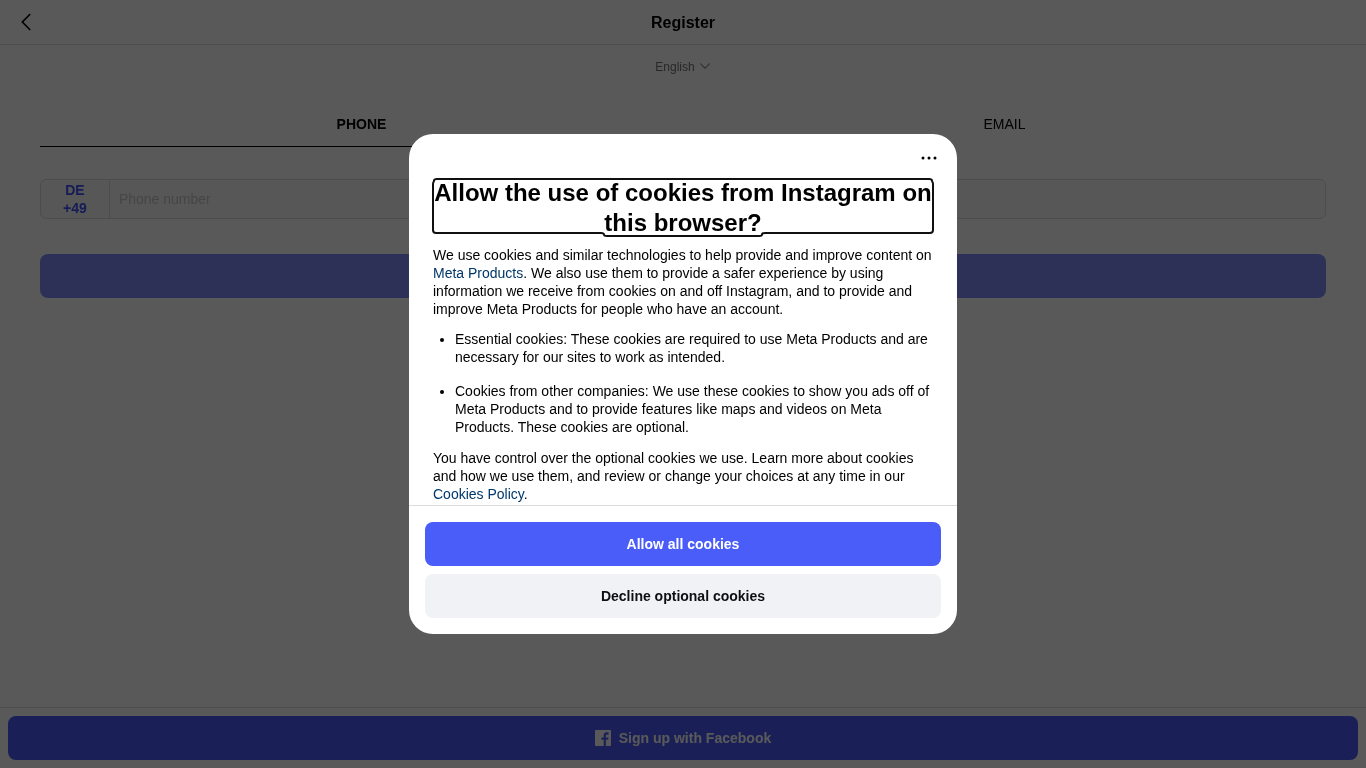 Register
English
PHONE
EMAIL
DE
+49
Phone number
Allow the use of cookies from Instagram on
this browser?
We use cookies and similar technologies to help provide and improve content on
Meta Products. We also use them to provide a safer experience by using
information we receive from cookies on and off Instagram, and to provide and
improve Meta Products for people who have an account.
• Essential cookies: These cookies are required to use Meta Products and are
necessary for our sites to work as intended.
• Cookies from other companies: We use these cookies to show you ads off of
Meta Products and to provide features like maps and videos on Meta
Products. These cookies are optional.
You have control over the optional cookies we use. Learn more about cookies
and how we use them, and review or change your choices at any time in our
Cookies Policy.
Allow all cookies
Decline optional cookies
Sign up with Facebook